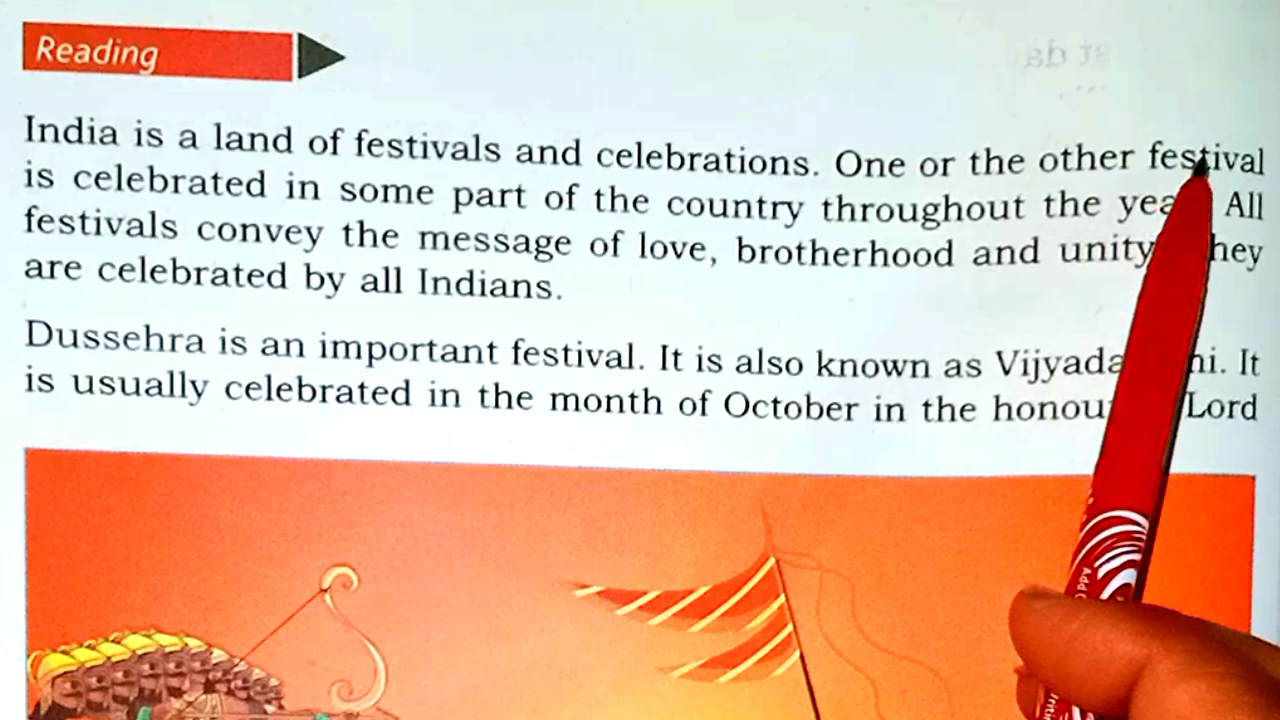 Reading
India is a land of festivals and celebrations. One or the other festival
is celebrated in some part of the country throughout the All
festivals convey the message of love, brotherhood and unity
are celebrated by all Indians.
Dussehra is an important festival. It is also known as It
is usually celebrated in the month of October in the Lord